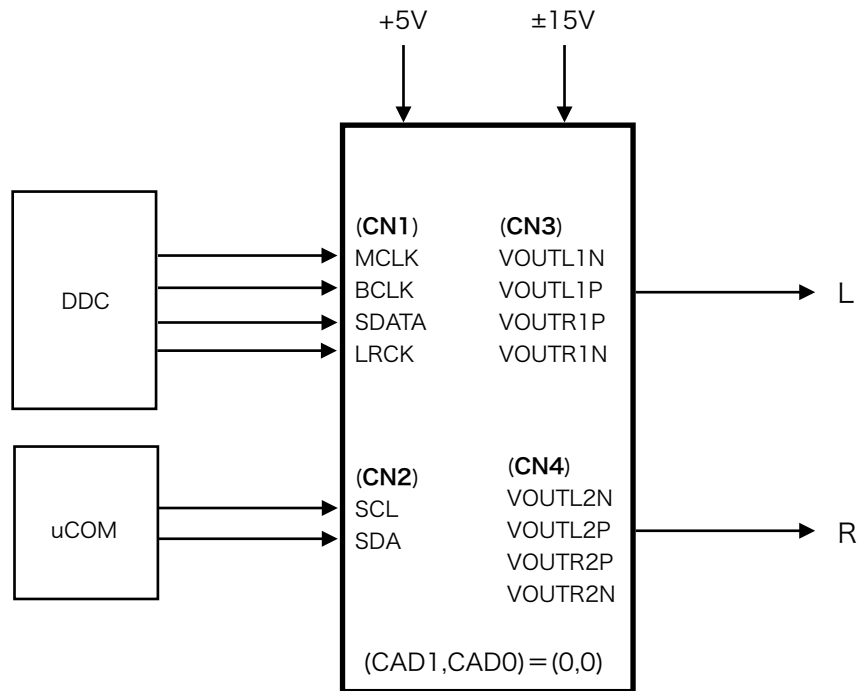 +5V
±15V
DDC
(CN1)
MCLK
BCLK
SDATA
LRCK
(CN3)
VOUTL1N
VOUTL1P
VOUTR1P
VOUTR1N
L
uCOM
(CN2)
SCL
SDA
(CN4)
VOUTL2N
VOUTL2P
VOUTR2P
VOUTR2N
R
(CAD1,CAD0)=(0,0)